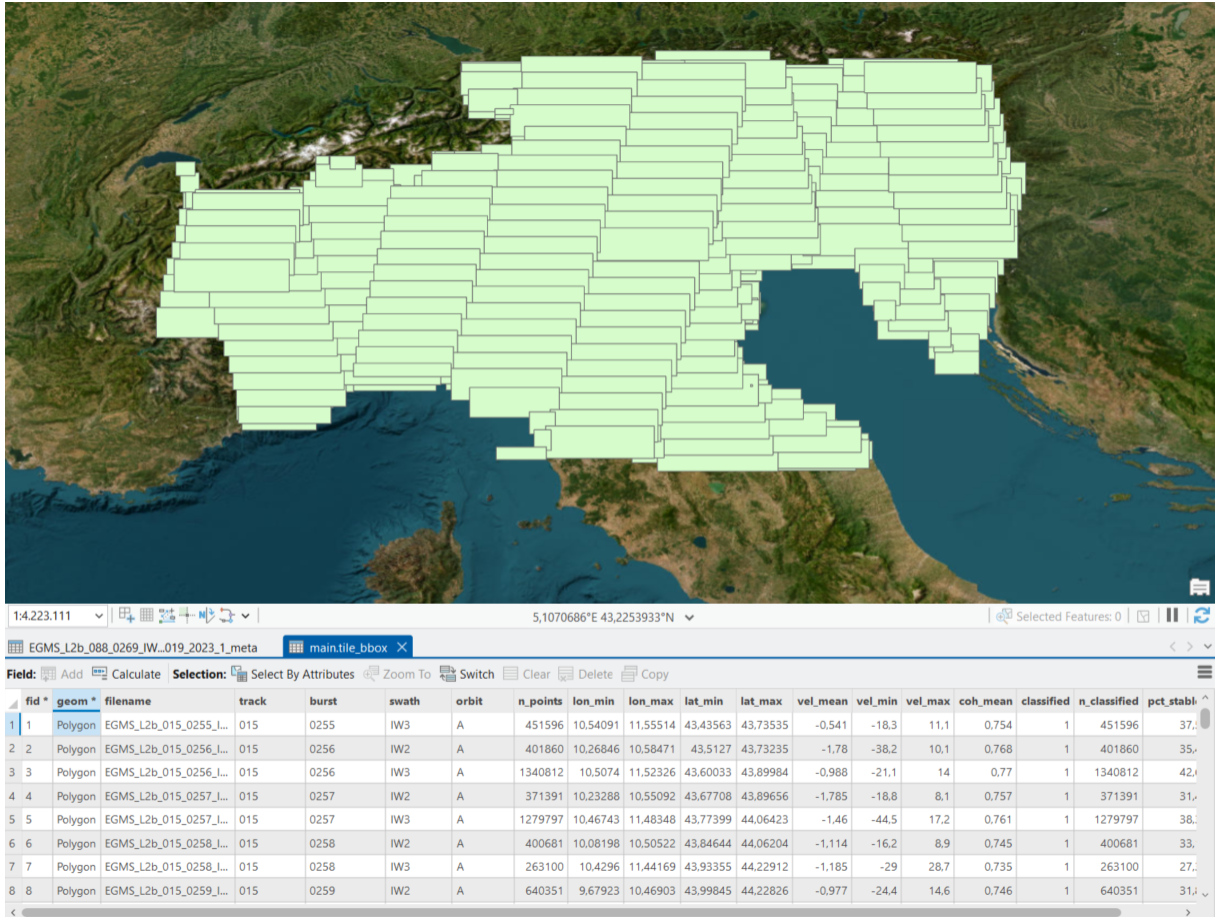 1:4.223.111
5,1070686°E 43,2253933°N
Selected Features: 0
EGMS_L2b_088_0269_IW...019_2023_1_meta main.tile_bbox
Field: Add Calculate Selection: Select By Attributes Zoom To Switch Clear Delete Copy
fid * geom * filename track burst swath orbit n_points lon_min lon_max lat_min lat_max vel_mean vel_min vel_max coh_mean classified n_classified pct_stabl
1 1 Polygon EGMS_L2b_015_0255_I... 015 0255 IW3 A 451596 10,54091 11,55514 43,43563 43,73535 -0,541 -18,3 11,1 0,754 1 451596 37,
2 2 Polygon EGMS_L2b_015_0256_I... 015 0256 IW2 A 401860 10,26846 10,58471 43,5127 43,73235 -1,78 -38,2 10,1 0,768 1 401860 35,
3 3 Polygon EGMS_L2b_015_0256_I... 015 0256 IW3 A 1340812 10,5074 11,52326 43,60033 43,89984 -0,988 -21,1 14 0,77 1 1340812 42,
4 4 Polygon EGMS_L2b_015_0257_I... 015 0257 IW2 A 371391 10,23288 10,55092 43,67708 43,89656 -1,785 -18,8 8,1 0,757 1 371391 31,
5 5 Polygon EGMS_L2b_015_0257_I... 015 0257 IW3 A 1279797 10,46743 11,48348 43,77399 44,06423 -1,46 -44,5 17,2 0,761 1 1279797 38,
6 6 Polygon EGMS_L2b_015_0258_I... 015 0258 IW2 A 400681 10,08198 10,50522 43,84644 44,06204 -1,114 -16,2 8,9 0,745 1 400681 33,
7 7 Polygon EGMS_L2b_015_0258_I... 015 0258 IW3 A 263100 10,4296 11,44169 43,93355 44,22912 -1,185 -29 28,7 0,735 1 263100 27,
8 8 Polygon EGMS_L2b_015_0259_I... 015 0259 IW2 A 640351 9,67923 10,46903 43,99845 44,22826 -0,977 -24,4 14,6 0,746 1 640351 31,